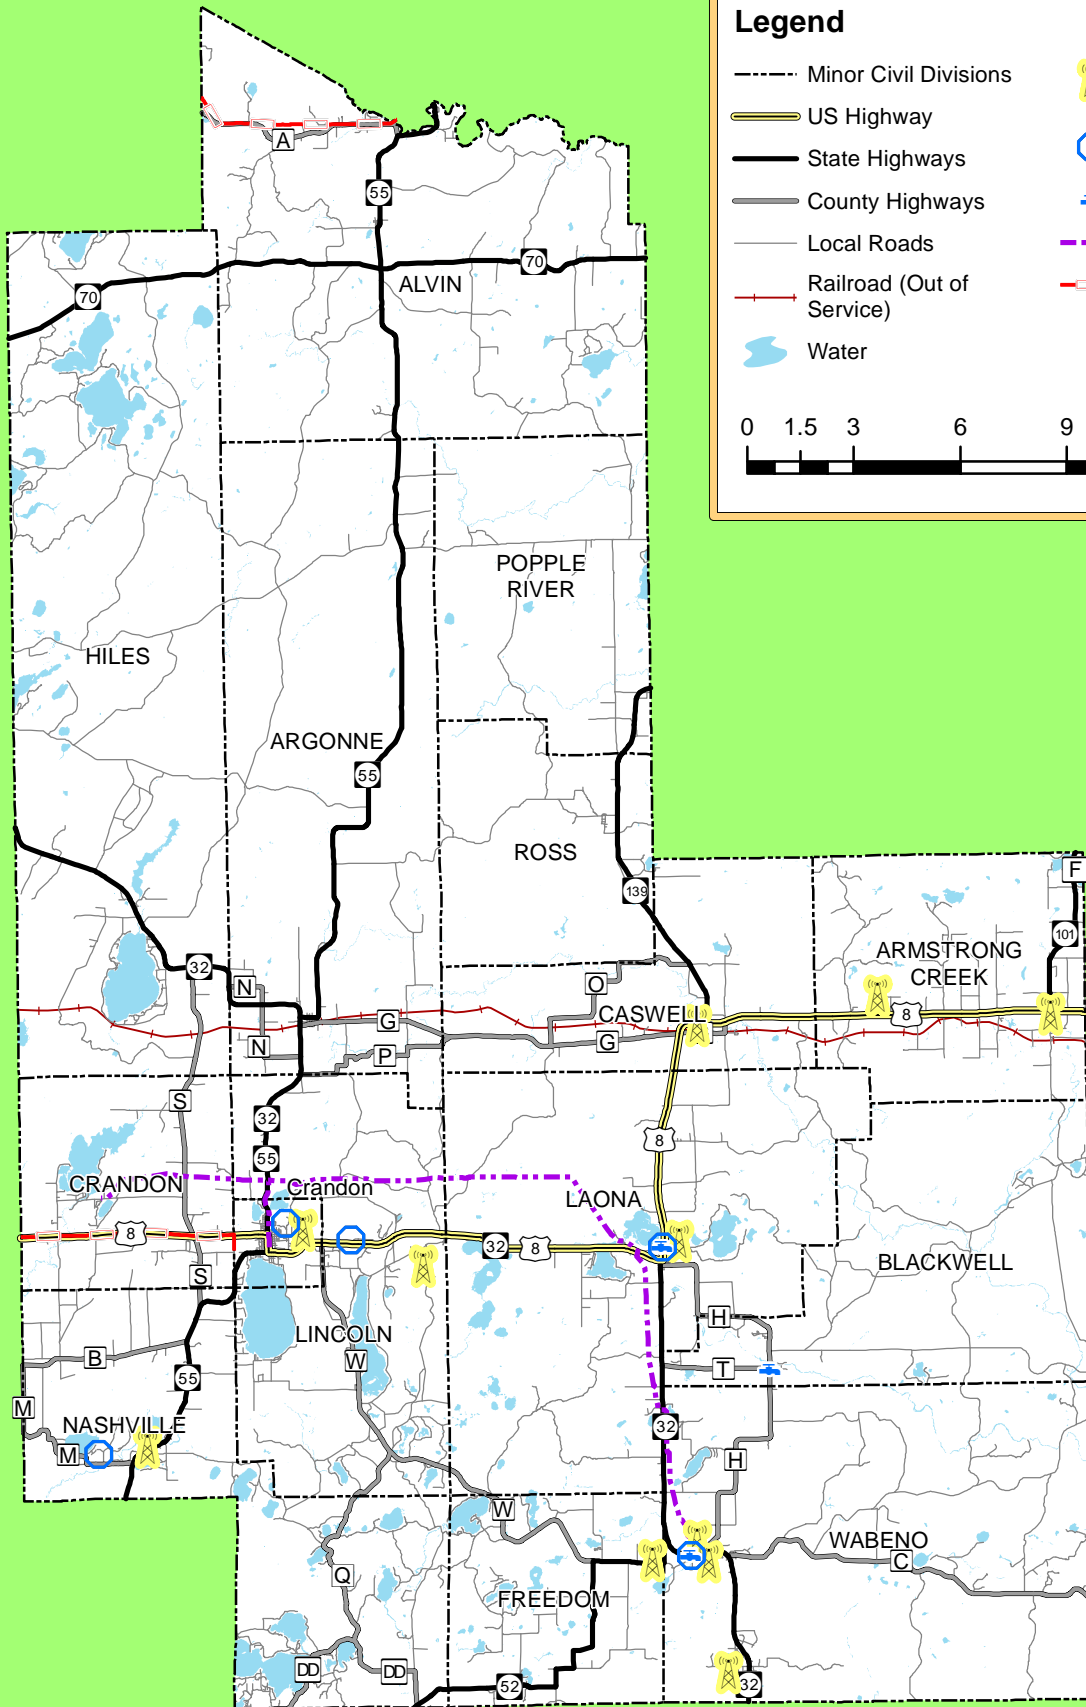 Legend
Minor Civil Divisions
US Highway
State Highways
County Highways
Local Roads
Railroad (Out of
Service)
Water
0 1.5 3 6 9
A
55
70
70
ALVIN
POPPLE
RIVER
HILES
ARGONNE
55
ROSS
139
F
101
ARMSTRONG
CREEK
32
N
O
G
CASWELL
8
N
P
G
S
32
8
55
CRANDON
Crandon
LAONA
8
32
8
S
BLACKWELL
H
LINCOLN
B
W
T
55
M
NASHVILLE
32
M
H
W
WABENO
C
Q
FREEDOM
DD
DD
52
32